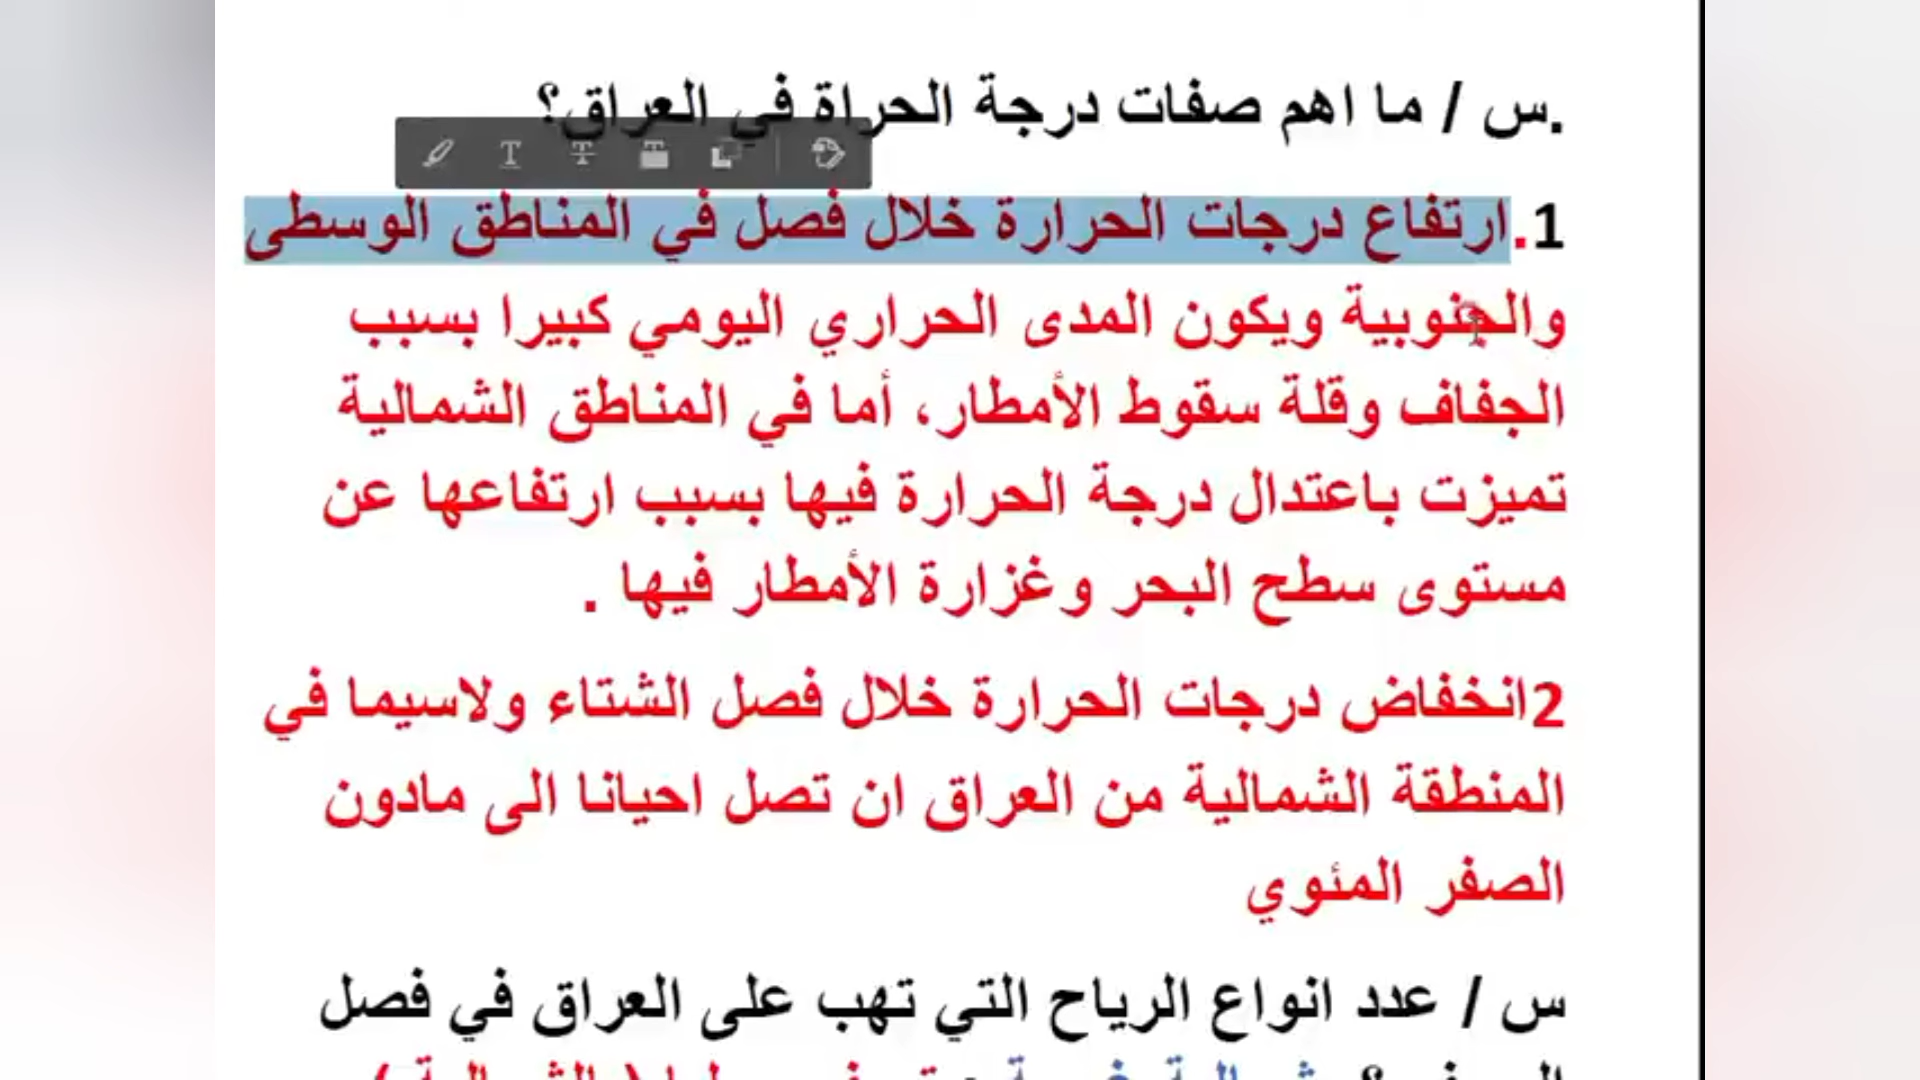 .س / ما اهم صفات درجة الحراة في العراق؟
1.ارتفاع درجات الحرارة خلال فصل في المناطق الوسطى
والجنوبية ويكون المدى الحراري اليومي كبيرا بسبب
الجفاف وقلة سقوط الأمطار، أما في المناطق الشمالية
تميزت باعتدال درجة الحرارة فيها بسبب ارتفاعها عن
مستوى سطح البحر وغزارة الأمطار فيها .
2انخفاض درجات الحرارة خلال فصل الشتاء ولاسيما في
المنطقة الشمالية من العراق ان تصل احيانا الى مادون
الصفر المئوي
س / عدد انواع الرياح التي تهب على العراق في فصل